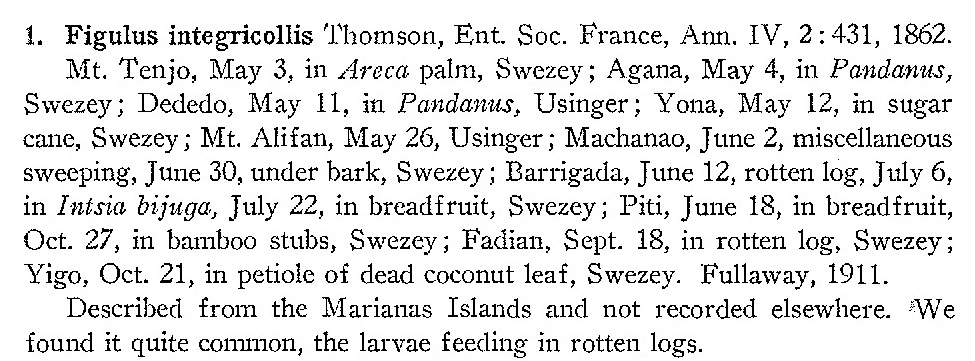 1. Figulus integricollis Thomson, Ent. Soc. France, Ann. IV, 2:431, 1862.
Mt. Tenjo, May 3, in Areca palm, Swezey; Agana, May 4, in Pandanus,
Swezey; Dededo, May 11, in Pandanus, Usinger; Yona, May 12, in sugar
cane, Swezey; Mt. Alifan, May 26, Usinger; Machanao, June 2, miscellaneous
sweeping, June 30, under bark, Swezey; Barrigada, June 12, rotten log, July 6,
in Intsia bijuga, July 22, in breadfruit, Swezey; Piti, June 18, in breadfruit,
Oct. 27, in bamboo stubs, Swezey; Fadian, Sept. 18, in rotten log, Swezey;
Yigo, Oct. 21, in petiole of dead coconut leaf, Swezey. Fullaway, 1911.
Described from the Marianas Islands and not recorded elsewhere. We
found it quite common, the larvae feeding in rotten logs.